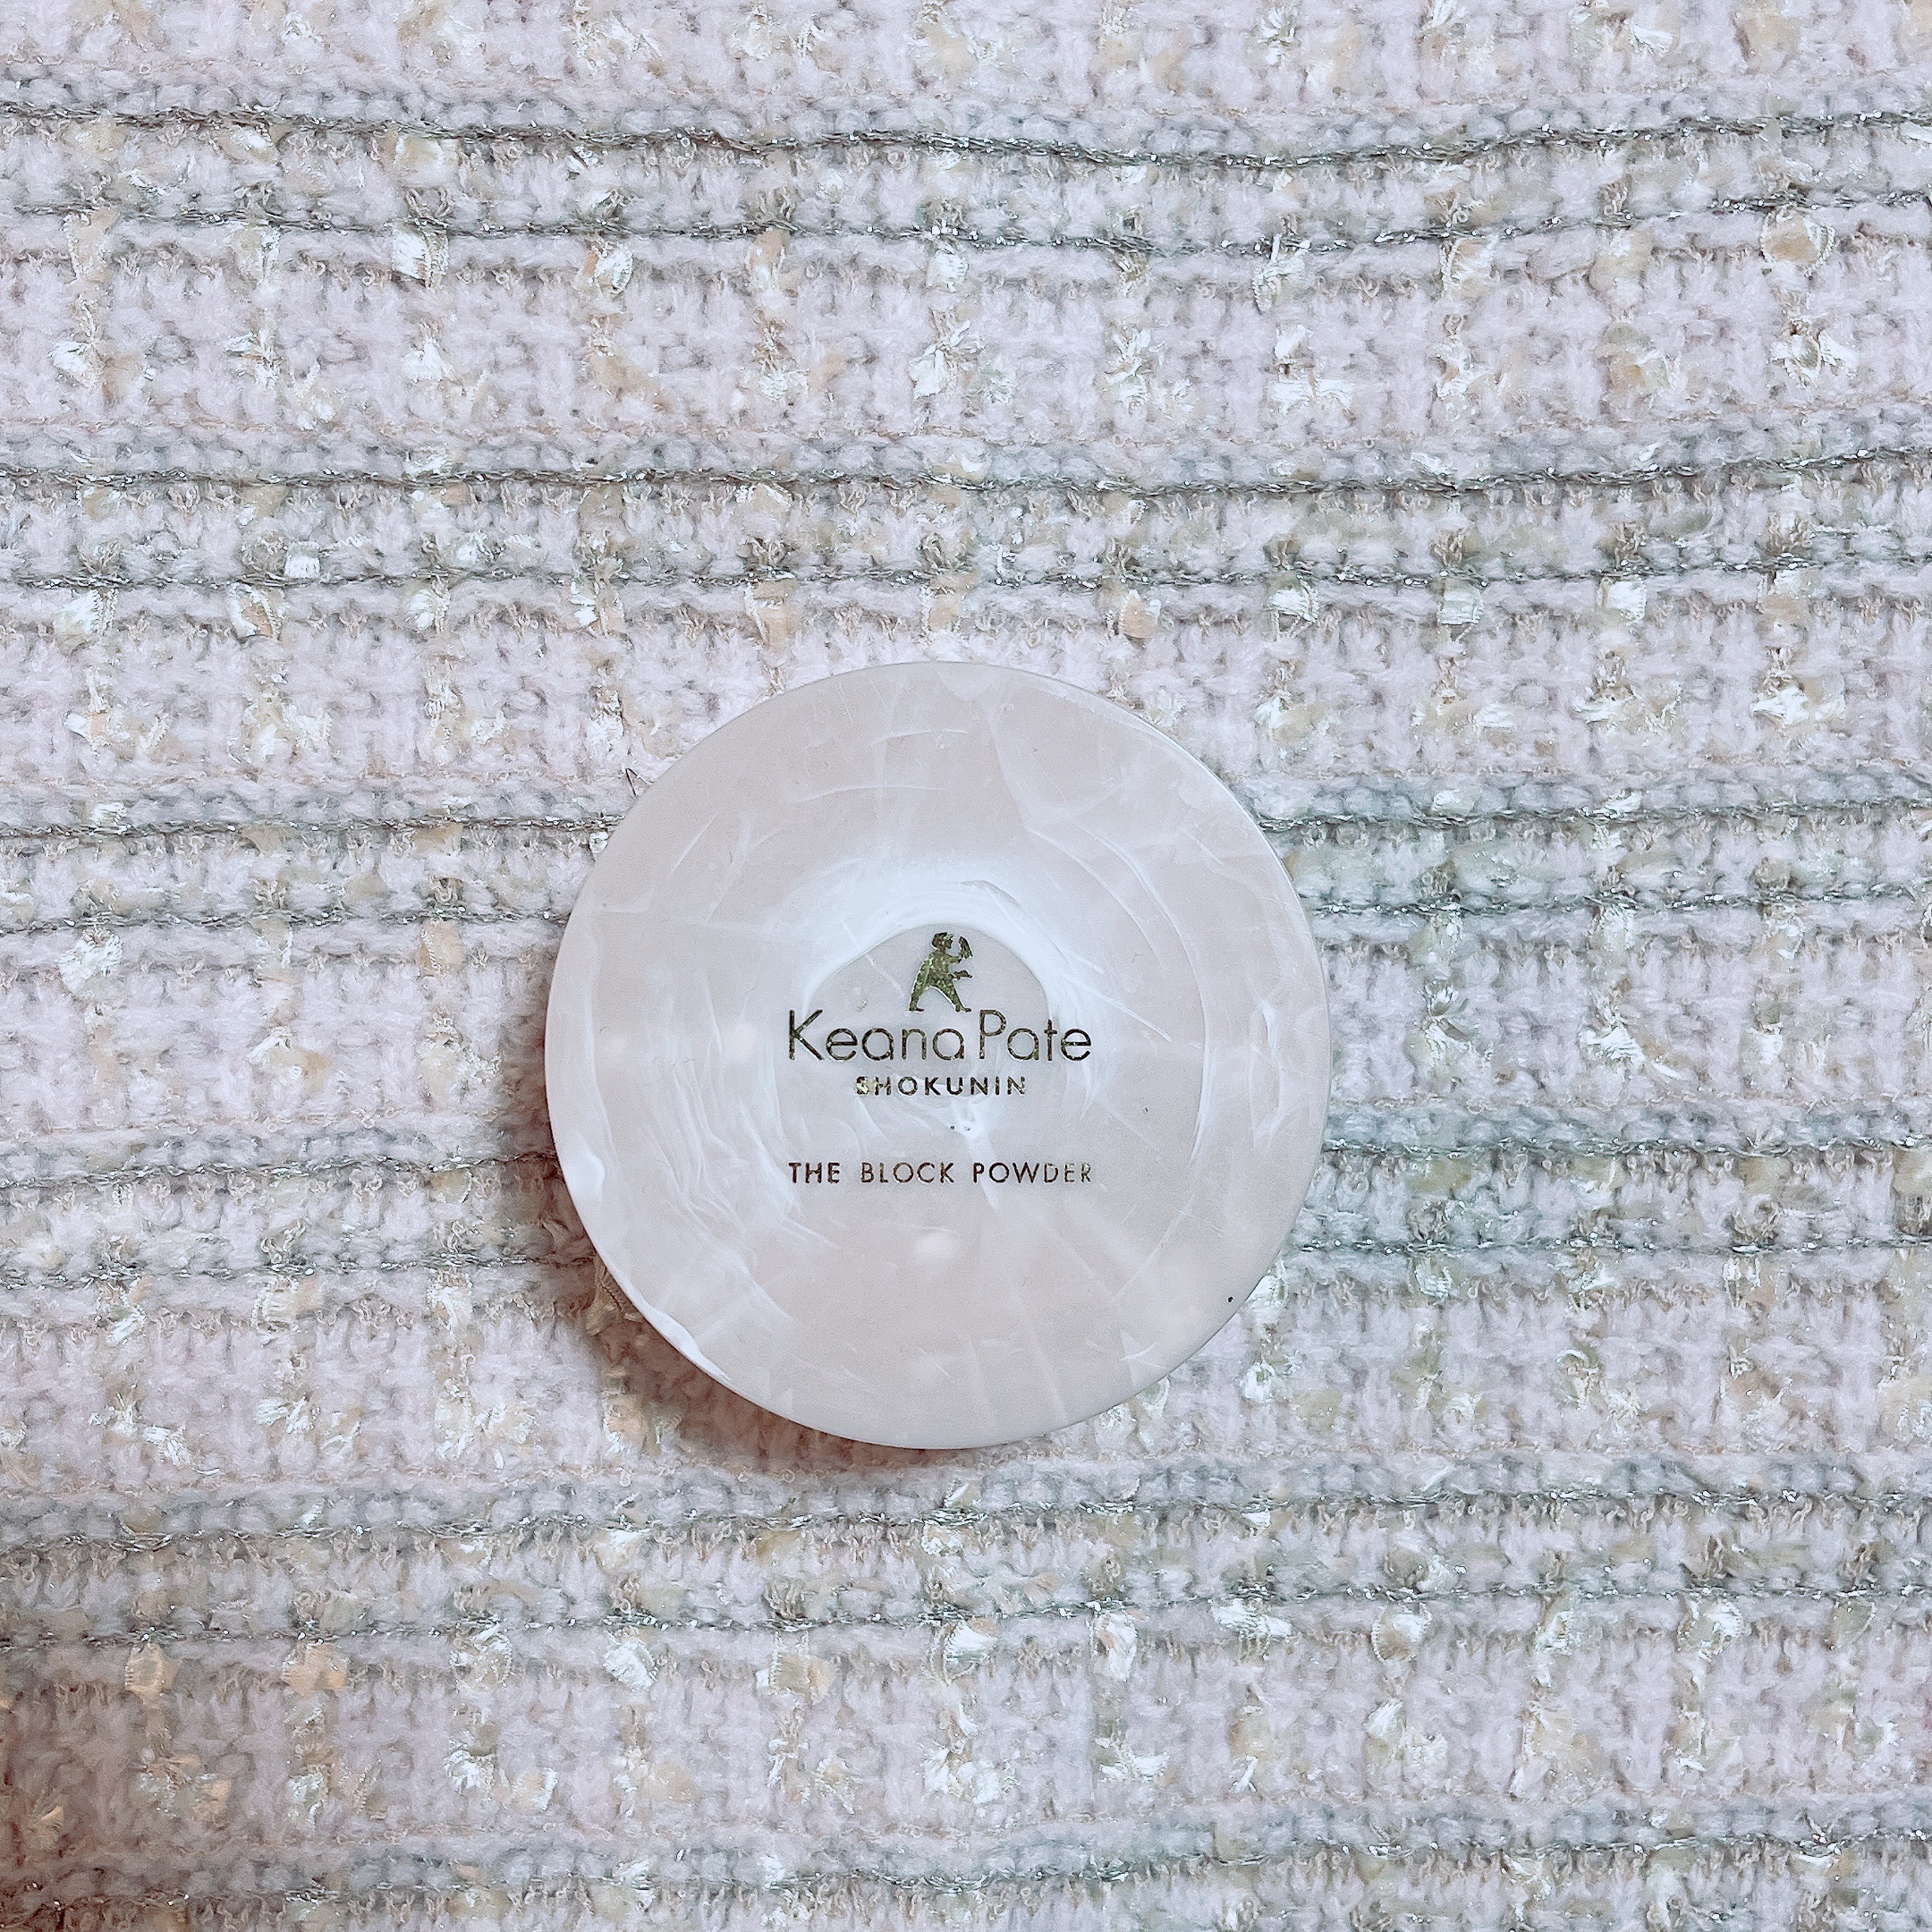 Keana Pate
SHOKUNIN
THE BLOCK POWDER